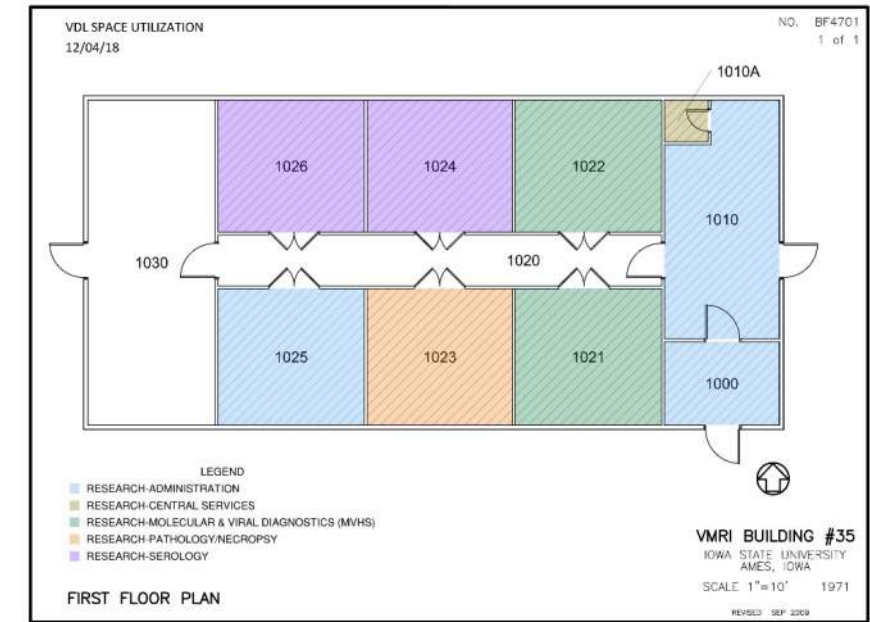 VDL SPACE UTILIZATION
12/04/18
NO. BF4701
1 of 1
1010A
1026
1024
1022
1010
1030
1020
1025
1023
1021
1000
LEGEND
RESEARCH-ADMINISTRATION
RESEARCH-CENTRAL SERVICES
RESEARCH-MOLECULAR & VIRAL DIAGNOSTICS (MVHS)
RESEARCH-PATHOLOGY/NECROPSY
RESEARCH-SEROLOGY
FIRST FLOOR PLAN
VMRI BUILDING #35
IOWA STATE UNIVERSITY
AMES, IOWA
SCALE 1"=10' 1971
REVISED SEP 2009